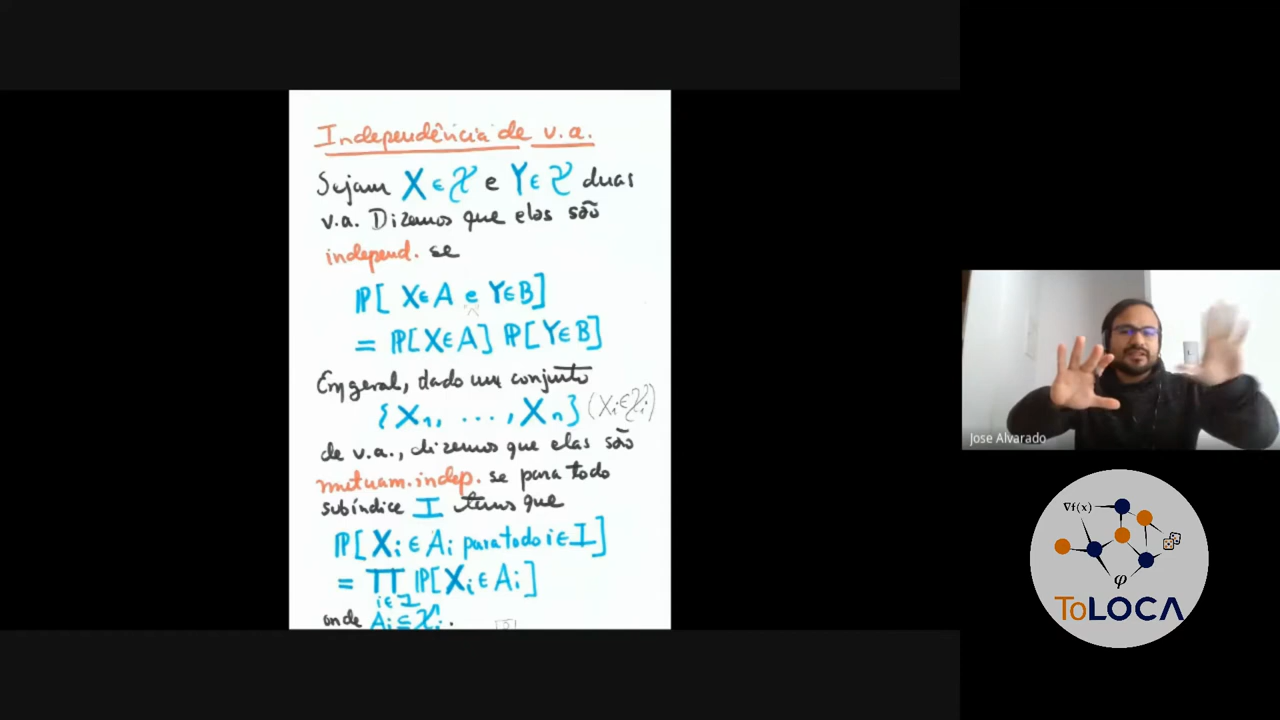 Independência de v.a.
Sejam X ∈ 𝒳 e Y ∈ 𝒴 duas
v.a. Dizemos que elas são
independ. se
ℙ[ X∈A e Y∈B]
= ℙ[X∈A] ℙ[Y∈B]
Em geral, dado um conjunto
{X₁, ..., Xₙ} (Xᵢ∈𝒳ᵢ)
de v.a., dizemos que elas são
mutuam. indep. se para todo
subíndice I temos que
ℙ[ Xᵢ ∈ Aᵢ para todo i∈I]
= ∏ ℙ[Xᵢ ∈ Aᵢ]
i∈I
onde Aᵢ ⊆ 𝒳ᵢ.
5
Jose Alvarado
∇f(x)
φ
ToLOCA